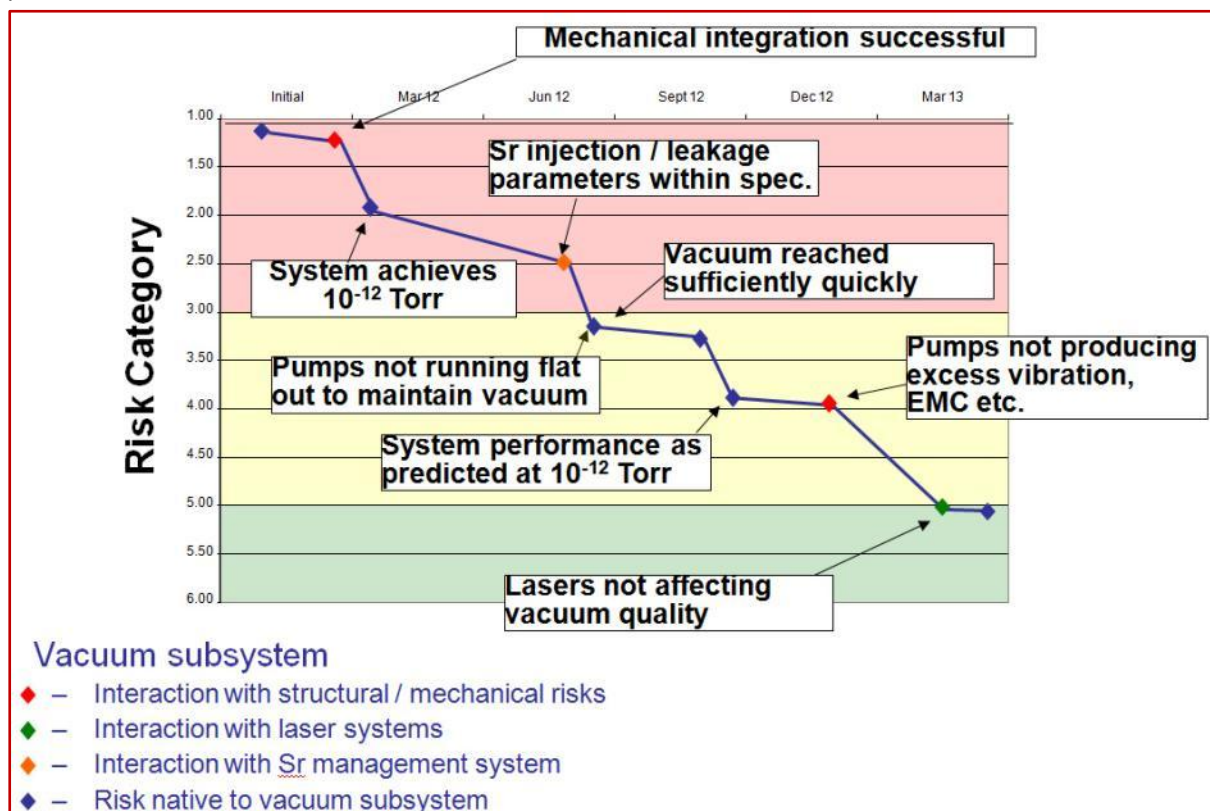 Mechanical integration successful
Initial
Mar 12
Jun 12
Sept 12
Dec 12
Mar 13
1.00
1.50
2.00
2.50
3.00
3.50
4.00
4.50
5.00
5.50
6.00
Risk Category
Sr injection / leakage
parameters within spec.
System achieves
10⁻¹² Torr
Vacuum reached
sufficiently quickly
Pumps not running flat
out to maintain vacuum
Pumps not producing
excess vibration,
EMC etc.
System performance as
predicted at 10⁻¹² Torr
Lasers not affecting
vacuum quality
Vacuum subsystem
– Interaction with structural / mechanical risks
– Interaction with laser systems
– Interaction with Sr management system
– Risk native to vacuum subsystem